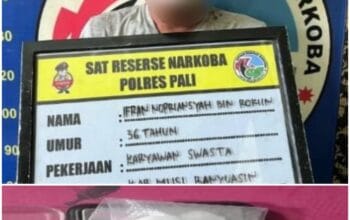 NARKOBA
SAT RESERSE NARKOBA
POLRES PALI
NAMA : IFRAN NOPRIANSYAH BIN ROKIIN
UMUR : 36 TAHUN
PEKERJAAN : KARYAWAN SWASTA
KAB MUSI BANYUASIN